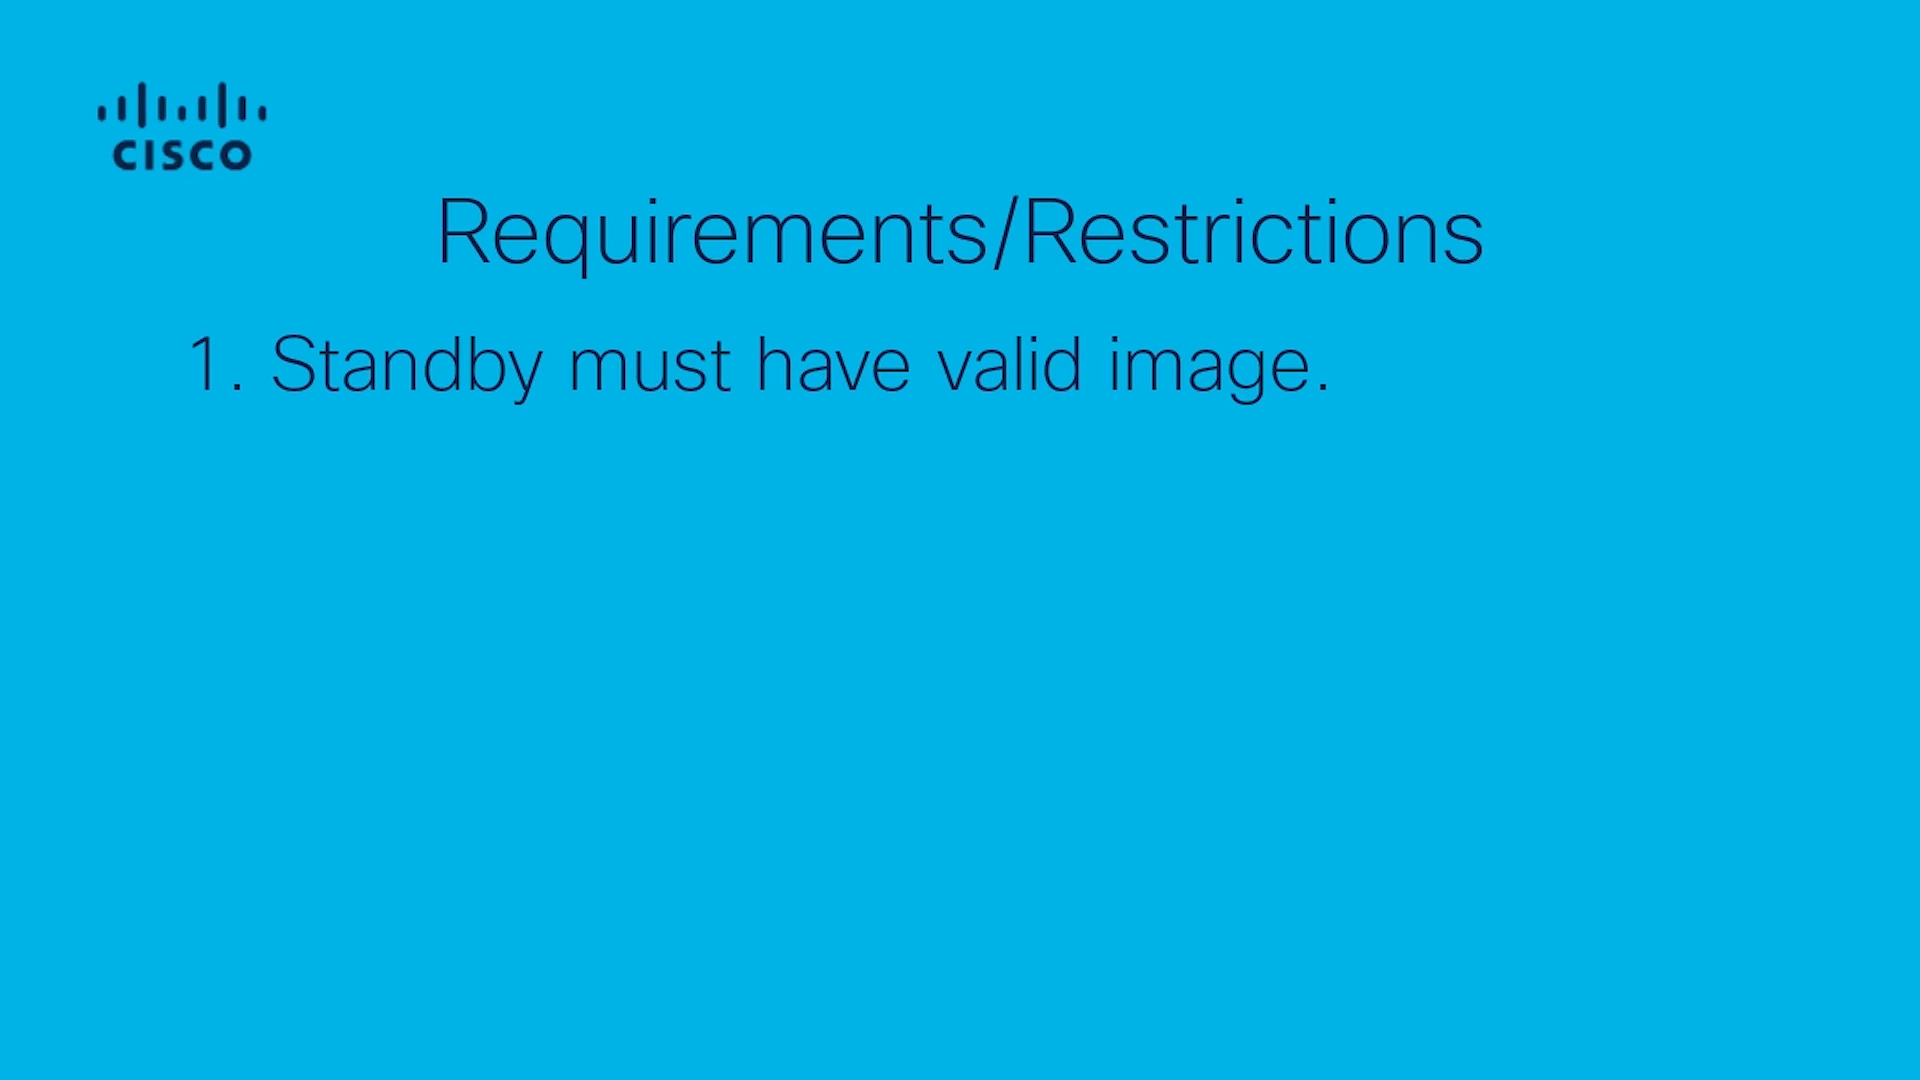 CISCO
Requirements/Restrictions
1. Standby must have valid image.